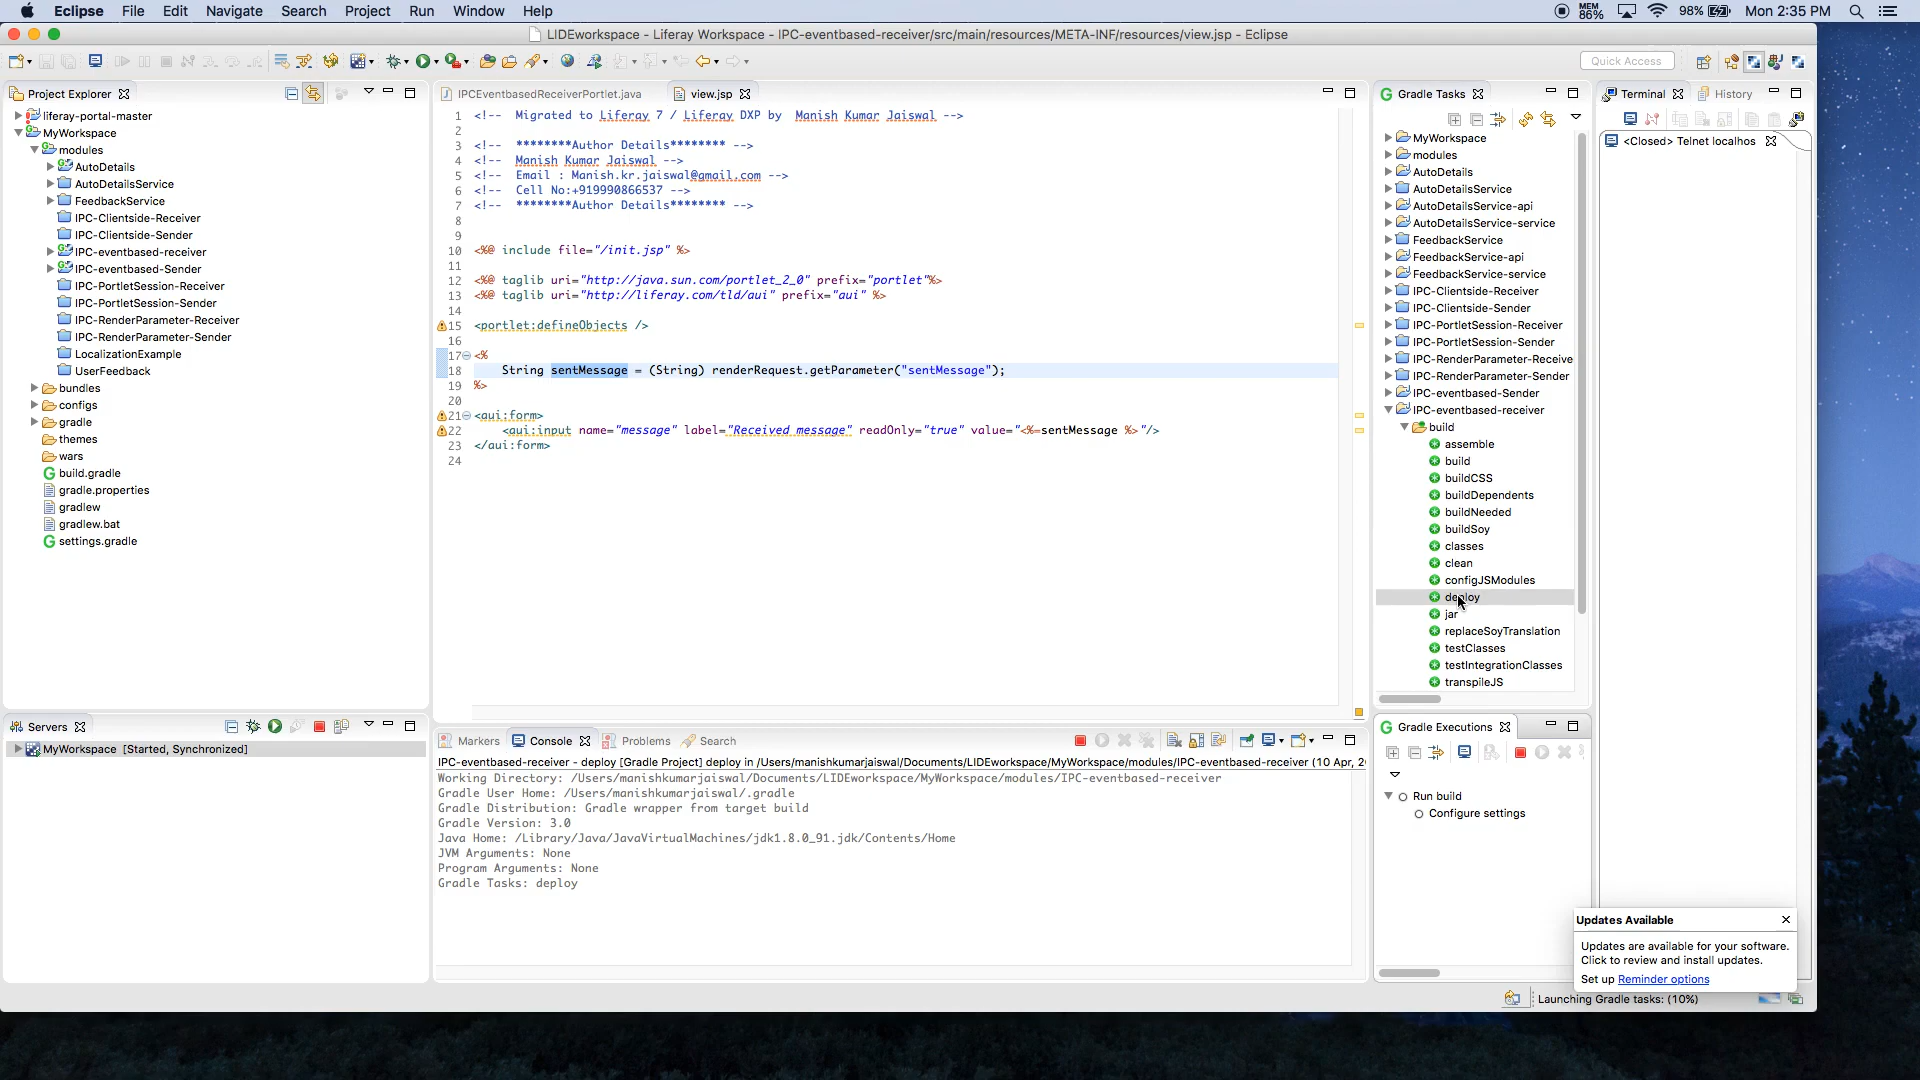 Eclipse File Edit Navigate Search Project Run Window Help MEM 86% 98% Mon 2:35 PM
LIDEworkspace - Liferay Workspace - IPC-eventbased-receiver/src/main/resources/META-INF/resources/view.jsp - Eclipse
Quick Access
Project Explorer
liferay-portal-master
MyWorkspace
modules
AutoDetails
AutoDetailsService
FeedbackService
IPC-Clientside-Receiver
IPC-Clientside-Sender
IPC-eventbased-receiver
IPC-eventbased-Sender
IPC-PortletSession-Receiver
IPC-PortletSession-Sender
IPC-RenderParameter-Receiver
IPC-RenderParameter-Sender
LocalizationExample
UserFeedback
bundles
configs
gradle
themes
wars
build.gradle
gradle.properties
gradlew
gradlew.bat
settings.gradle
IPCEventbasedReceiverPortlet.java view.jsp
1 <!-- Migrated to Liferay 7 / Liferay DXP by Manish Kumar Jaiswal -->
2
3 <!-- ********Author Details******** -->
4 <!-- Manish Kumar Jaiswal -->
5 <!-- Email : Manish.kr.jaiswal@gmail.com -->
6 <!-- Cell No:+919990866537 -->
7 <!-- ********Author Details******** -->
8
9
10 <%@ include file="/init.jsp" %>
11
12 <%@ taglib uri="http://java.sun.com/portlet_2_0" prefix="portlet"%>
13 <%@ taglib uri="http://liferay.com/tld/aui" prefix="aui" %>
14
15 <portlet:defineObjects />
16
17 <%
18 String sentMessage = (String) renderRequest.getParameter("sentMessage");
19 %>
20
21 <aui:form>
22 <aui:input name="message" label="Received message" readOnly="true" value="<%=sentMessage %>"/>
23 </aui:form>
24
Gradle Tasks
MyWorkspace
modules
AutoDetails
AutoDetailsService
AutoDetailsService-api
AutoDetailsService-service
FeedbackService
FeedbackService-api
FeedbackService-service
IPC-Clientside-Receiver
IPC-Clientside-Sender
IPC-PortletSession-Receiver
IPC-PortletSession-Sender
IPC-RenderParameter-Receive
IPC-RenderParameter-Sender
IPC-eventbased-Sender
IPC-eventbased-receiver
build
assemble
build
buildCSS
buildDependents
buildNeeded
buildSoy
classes
clean
configJSModules
deploy
jar
replaceSoyTranslation
testClasses
testIntegrationClasses
transpileJS
Terminal History
<Closed> Telnet localhos
Servers
MyWorkspace [Started, Synchronized]
Markers Console Problems Search
IPC-eventbased-receiver - deploy [Gradle Project] deploy in /Users/manishkumarjaiswal/Documents/LIDEworkspace/MyWorkspace/modules/IPC-eventbased-receiver (10 Apr, 2
Working Directory: /Users/manishkumarjaiswal/Documents/LIDEworkspace/MyWorkspace/modules/IPC-eventbased-receiver
Gradle User Home: /Users/manishkumarjaiswal/.gradle
Gradle Distribution: Gradle wrapper from target build
Gradle Version: 3.0
Java Home: /Library/Java/JavaVirtualMachines/jdk1.8.0_91.jdk/Contents/Home
JVM Arguments: None
Program Arguments: None
Gradle Tasks: deploy
Gradle Executions
Run build
Configure settings
Updates Available
Updates are available for your software.
Click to review and install updates.
Set up Reminder options
Launching Gradle tasks: (10%)